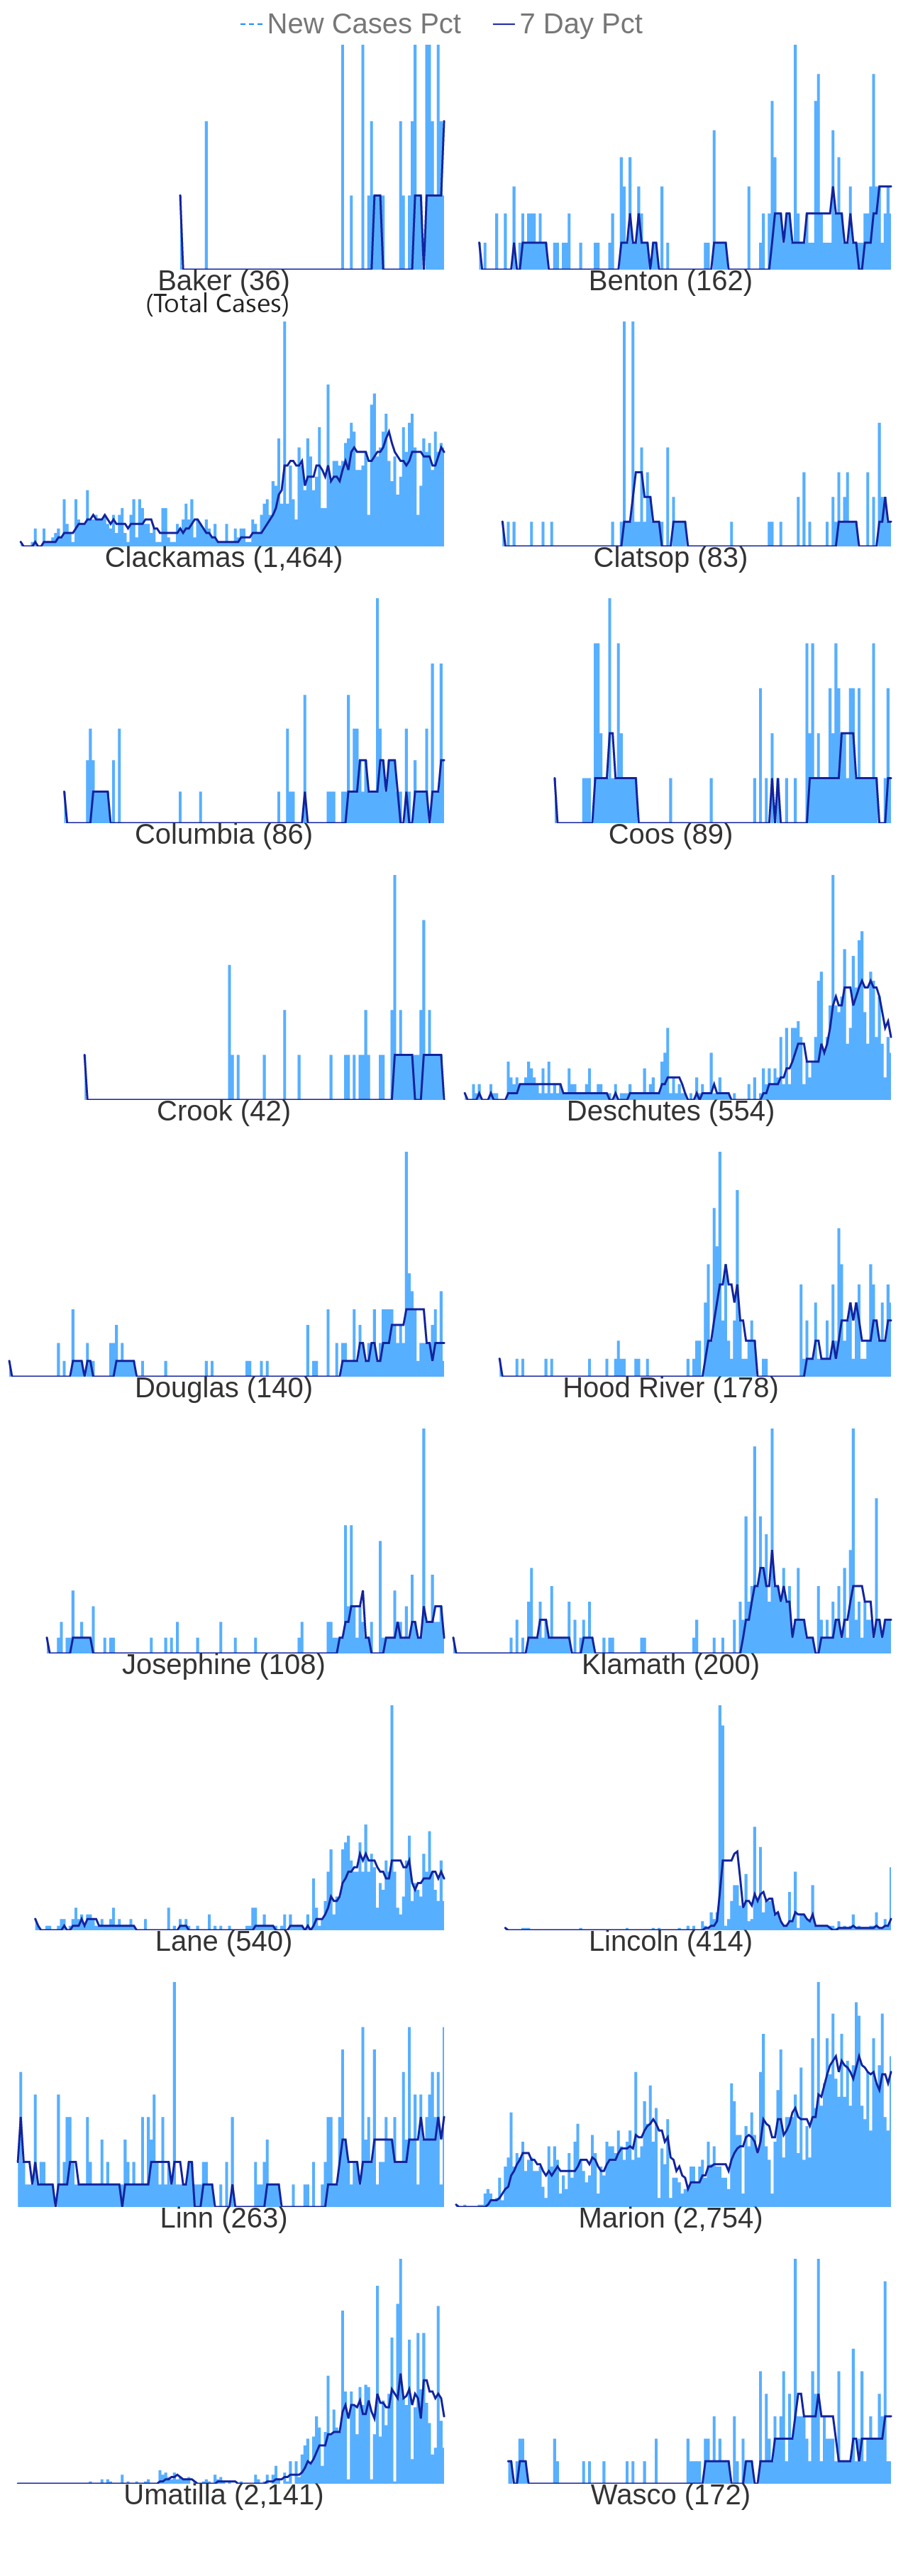 New Cases Pct 7 Day Pct
Baker (36) Benton (162)
(Total Cases)
Clackamas (1,464) Clatsop (83)
Columbia (86) Coos (89)
Crook (42) Deschutes (554)
Douglas (140) Hood River (178)
Josephine (108) Klamath (200)
Lane (540) Lincoln (414)
Linn (263) Marion (2,754)
Umatilla (2,141) Wasco (172)